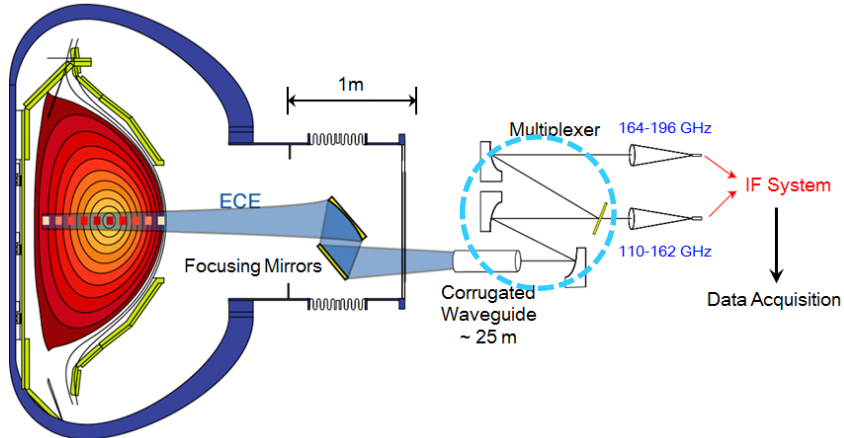 1m
Multiplexer
164-196 GHz
ECE
IF System
110-162 GHz
Focusing Mirrors
Corrugated
Waveguide
~ 25 m
Data Acquisition